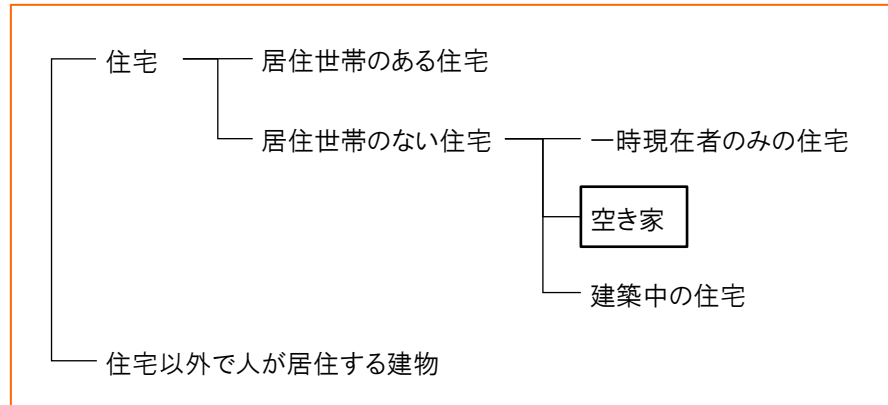 住宅
居住世帯のある住宅
居住世帯のない住宅
一時現在者のみの住宅
空き家
建築中の住宅
住宅以外で人が居住する建物